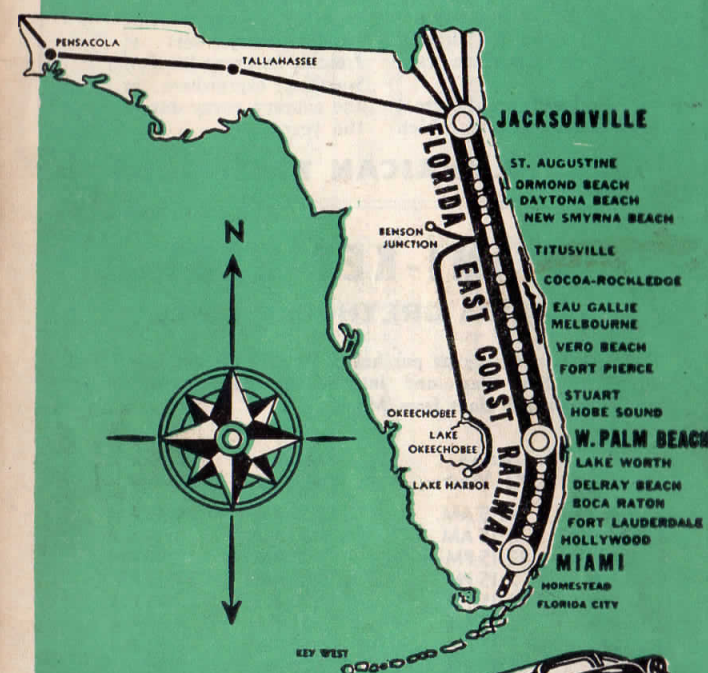 PENSACOLA
TALLAHASSEE
JACKSONVILLE
ST. AUGUSTINE
ORMOND BEACH
DAYTONA BEACH
NEW SMYRNA BEACH
BENSON
JUNCTION
TITUSVILLE
COCOA-ROCKLEDGE
EAU GALLIE
MELBOURNE
VERO BEACH
FORT PIERCE
STUART
HOBE SOUND
W. PALM BEACH
LAKE WORTH
DELRAY BEACH
BOCA RATON
FORT LAUDERDALE
HOLLYWOOD
MIAMI
HOMESTEAD
FLORIDA CITY
KEY WEST
FLORIDA EAST COAST RAILWAY
OKEECHOBEE
LAKE
OKEECHOBEE
LAKE HARBOR
N